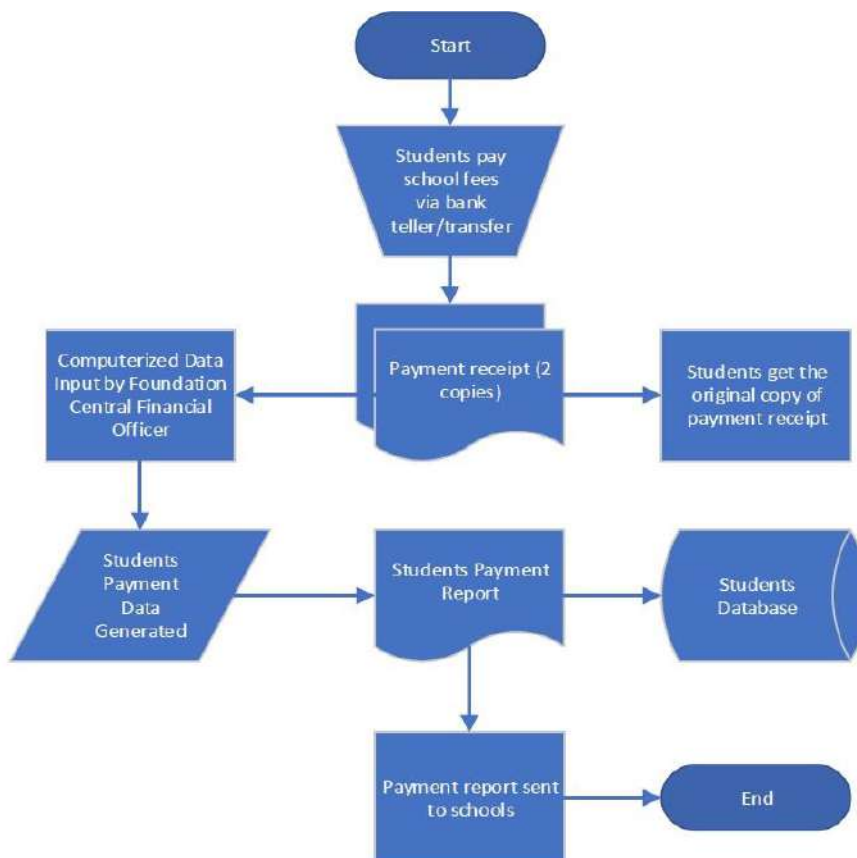 Start
Students pay
school fees
via bank
teller/transfer
Computerized Data
Input by Foundation
Central Financial
Officer
Payment receipt (2
copies)
Students get the
original copy of
payment receipt
Students
Payment
Data
Generated
Students Payment
Report
Students
Database
Payment report sent
to schools
End